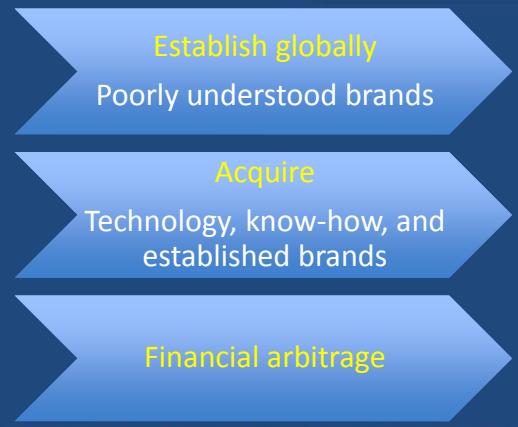 Establish globally
Poorly understood brands
Acquire
Technology, know-how, and
established brands
Financial arbitrage